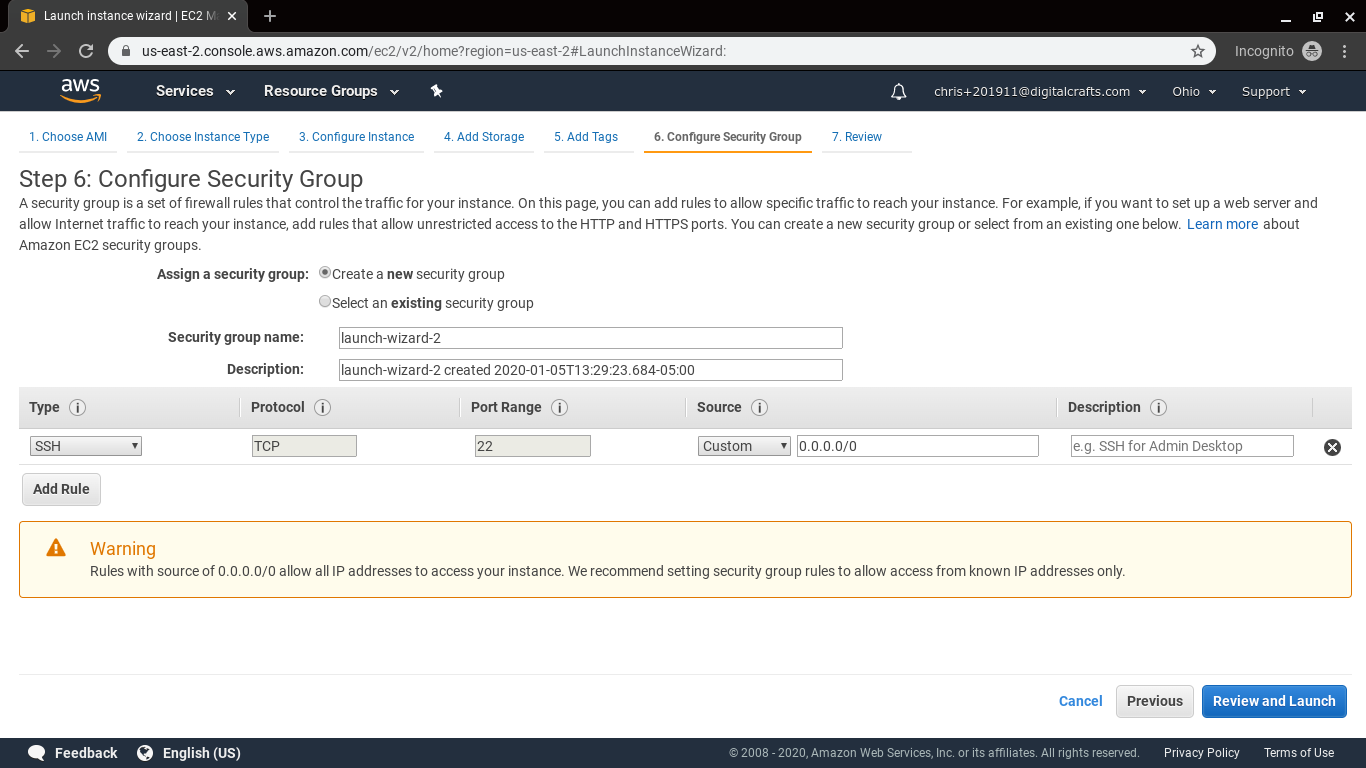 Launch instance wizard | EC2 M
us-east-2.console.aws.amazon.com/ec2/v2/home?region=us-east-2#LaunchInstanceWizard:
Incognito
aws Services Resource Groups chris+201911@digitalcrafts.com Ohio Support
1. Choose AMI 2. Choose Instance Type 3. Configure Instance 4. Add Storage 5. Add Tags 6. Configure Security Group 7. Review
Step 6: Configure Security Group
A security group is a set of firewall rules that control the traffic for your instance. On this page, you can add rules to allow specific traffic to reach your instance. For example, if you want to set up a web server and
allow Internet traffic to reach your instance, add rules that allow unrestricted access to the HTTP and HTTPS ports. You can create a new security group or select from an existing one below. Learn more about
Amazon EC2 security groups.
Assign a security group: Create a new security group
Select an existing security group
Security group name: launch-wizard-2
Description: launch-wizard-2 created 2020-01-05T13:29:23.684-05:00
Type i Protocol i Port Range i Source i Description i
SSH TCP 22 Custom 0.0.0.0/0 e.g. SSH for Admin Desktop
Add Rule
Warning
Rules with source of 0.0.0.0/0 allow all IP addresses to access your instance. We recommend setting security group rules to allow access from known IP addresses only.
Cancel Previous Review and Launch
Feedback English (US) © 2008 - 2020, Amazon Web Services, Inc. or its affiliates. All rights reserved. Privacy Policy Terms of Use